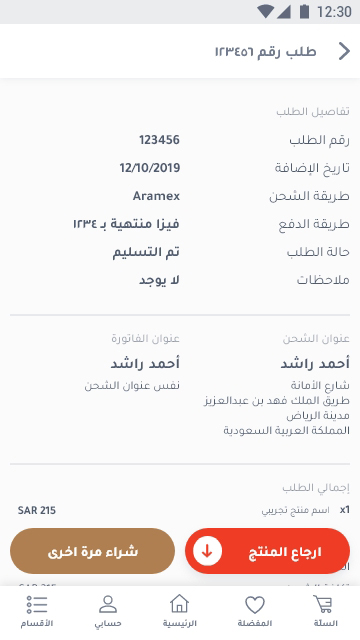 12:30
طلب رقم ١٢٣٤٥٦
تفاصيل الطلب
رقم الطلب 123456
تاريخ الإضافة 12/10/2019
طريقة الشحن Aramex
طريقة الدفع فيزا منتهية بـ ١٢٣٤
حالة الطلب تم التسليم
ملاحظات لا يوجد
عنوان الشحن
أحمد راشد
شارع الأمانة
طريق الملك فهد بن عبدالعزيز
مدينة الرياض
المملكة العربية السعودية
عنوان الفاتورة
أحمد راشد
نفس عنوان الشحن
إجمالي الطلب
x1 اسم منتج تجريبي SAR 215
ارجاع المنتج
شراء مرة اخرى
السلة
المفضلة
الرئيسية
حسابي
الأقسام